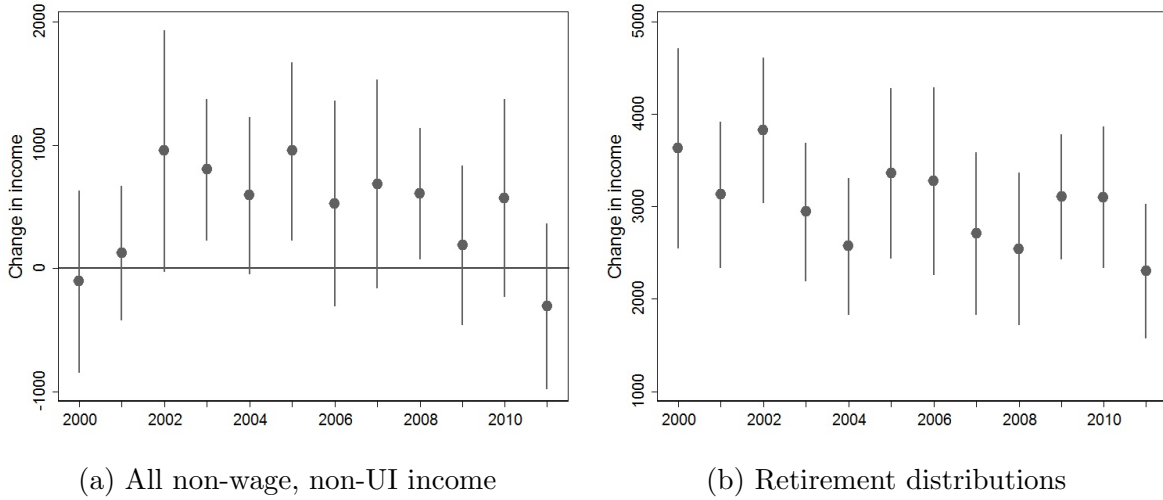 2000
1000
0
-1000
Change in income
2000 2002 2004 2006 2008 2010
(a) All non-wage, non-UI income
5000
4000
3000
2000
1000
Change in income
2000 2002 2004 2006 2008 2010
(b) Retirement distributions